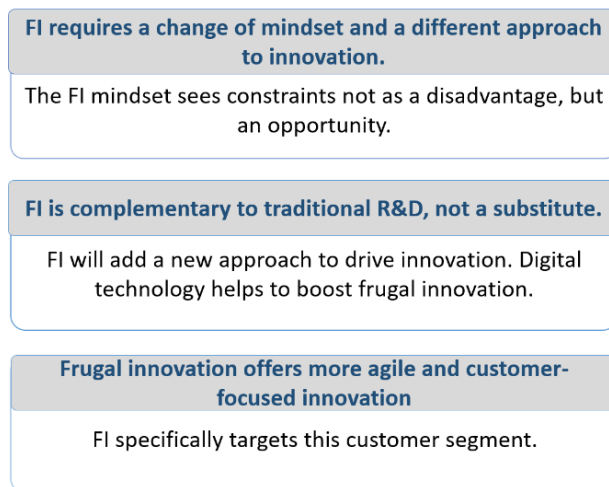 FI requires a change of mindset and a different approach
to innovation.
The FI mindset sees constraints not as a disadvantage, but
an opportunity.
FI is complementary to traditional R&D, not a substitute.
FI will add a new approach to drive innovation. Digital
technology helps to boost frugal innovation.
Frugal innovation offers more agile and customer-
focused innovation
FI specifically targets this customer segment.